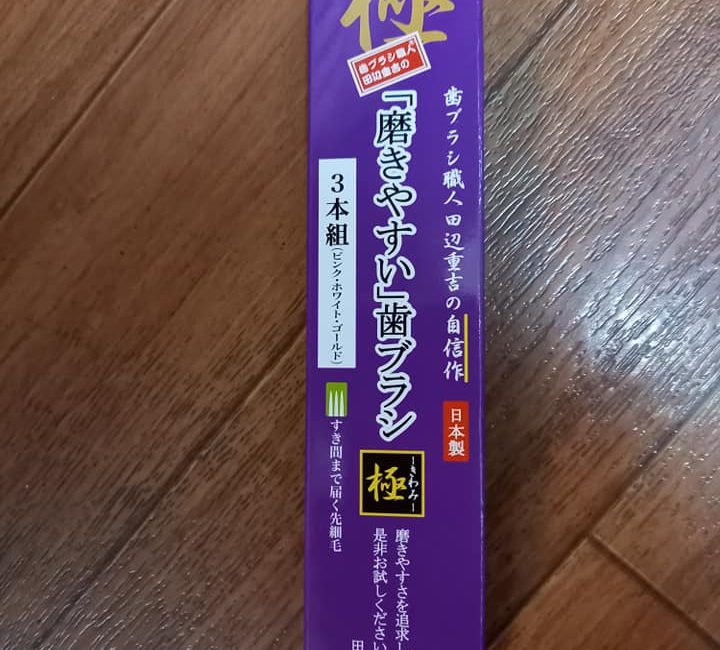 極
歯ブラシ職人
田辺重吉の
歯ブラシ職人 田辺重吉の自信作
日本製
「磨きやすい」歯ブラシ
極
ーきわみー
3本組(ピンク・ホワイト・ゴールド)
すき間まで届く先細毛
磨きやすさを追求し
是非お試しください
田